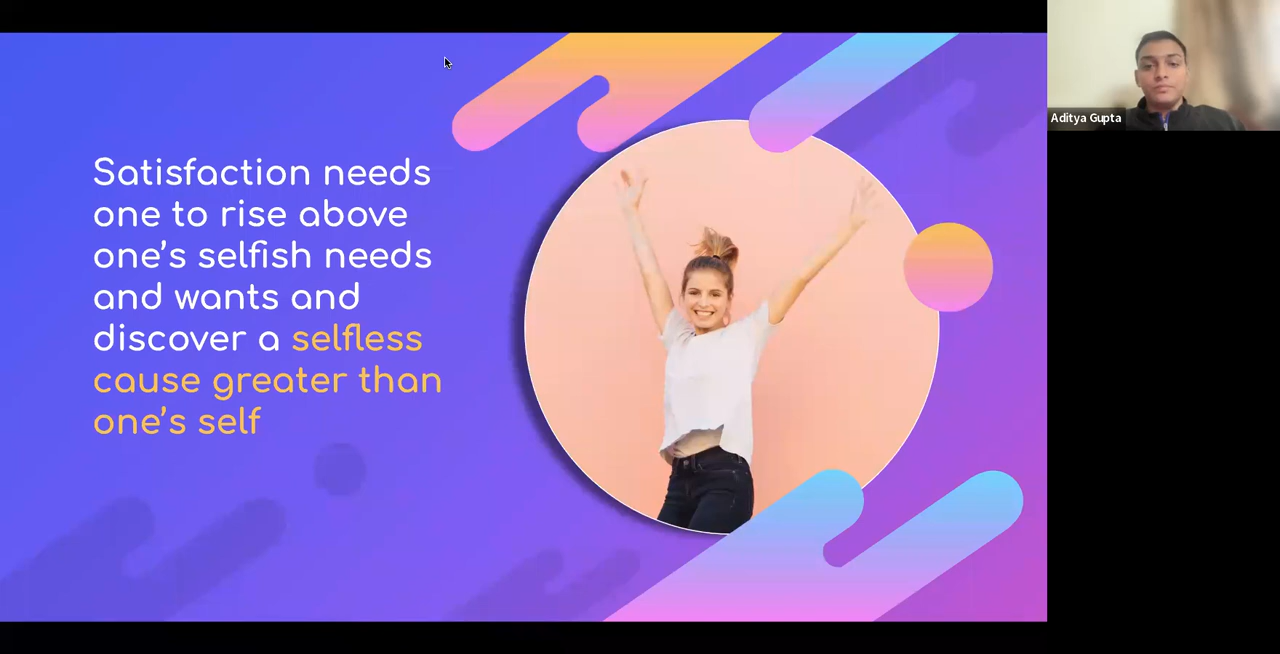 Satisfaction needs
one to rise above
one’s selfish needs
and wants and
discover a selfless
cause greater than
one’s self
Aditya Gupta